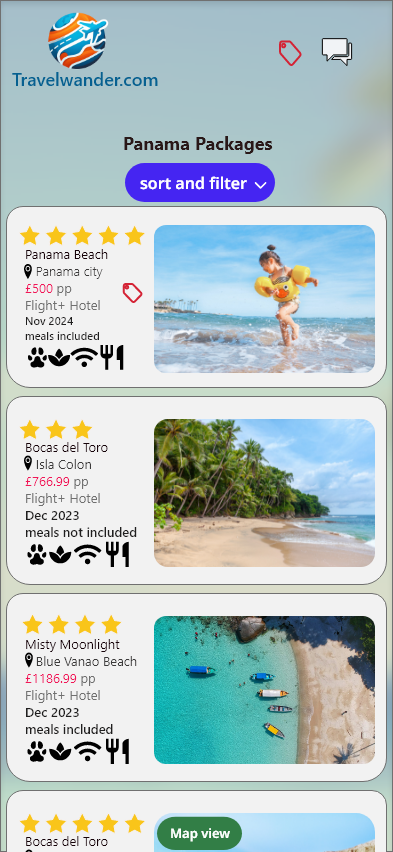 Travelwander.com
Panama Packages
sort and filter
Panama Beach
Panama city
£500 pp
Flight+ Hotel
Nov 2024
meals included
Bocas del Toro
Isla Colon
£766.99 pp
Flight+ Hotel
Dec 2023
meals not included
Misty Moonlight
Blue Vanao Beach
£1186.99 pp
Flight+ Hotel
Dec 2023
meals included
Bocas del Toro
Map view